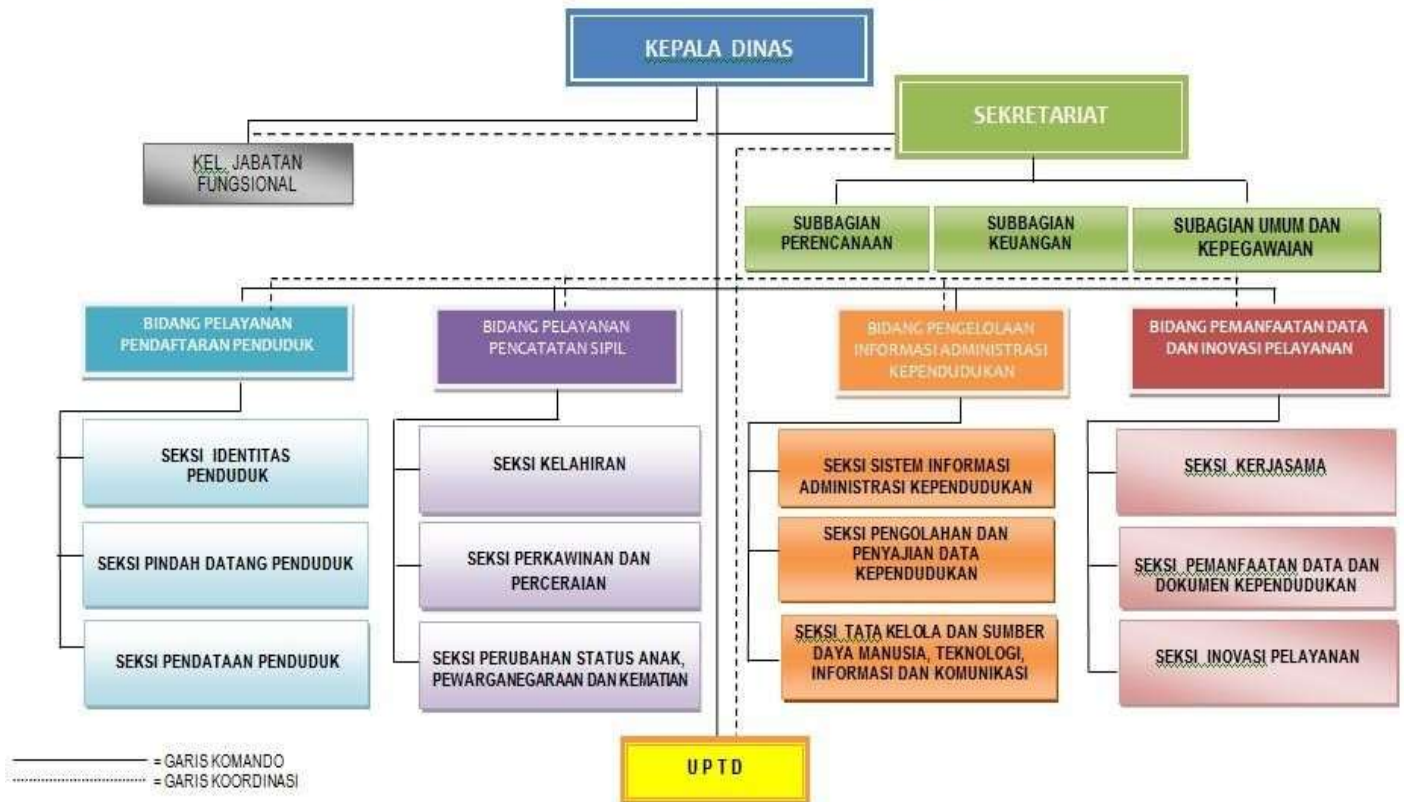 KEPALA DINAS
SEKRETARIAT
KEL. JABATAN
FUNGSIONAL
SUBBAGIAN
PERENCANAAN
SUBBAGIAN
KEUANGAN
SUBAGIAN UMUM DAN
KEPEGAWAIAN
BIDANG PELAYANAN
PENDAFTARAN PENDUDUK
BIDANG PELAYANAN
PENCATATAN SIPIL
BIDANG PENGELOLAAN
INFORMASI ADMINISTRASI
KEPENDUDUKAN
BIDANG PEMANFAATAN DATA
DAN INOVASI PELAYANAN
SEKSI IDENTITAS
PENDUDUK
SEKSI PINDAH DATANG PENDUDUK
SEKSI PENDATAAN PENDUDUK
SEKSI KELAHIRAN
SEKSI PERKAWINAN DAN
PERCERAIAN
SEKSI PERUBAHAN STATUS ANAK,
PEWARGANEGARAAN DAN KEMATIAN
SEKSI SISTEM INFORMASI
ADMINISTRASI KEPENDUDUKAN
SEKSI PENGOLAHAN DAN
PENYAJIAN DATA
KEPENDUDUKAN
SEKSI TATA KELOLA DAN SUMBER
DAYA MANUSIA, TEKNOLOGI,
INFORMASI DAN KOMUNIKASI
SEKSI KERJASAMA
SEKSI PEMANFAATAN DATA DAN
DOKUMEN KEPENDUDUKAN
SEKSI INOVASI PELAYANAN
UPTD
= GARIS KOMANDO
= GARIS KOORDINASI